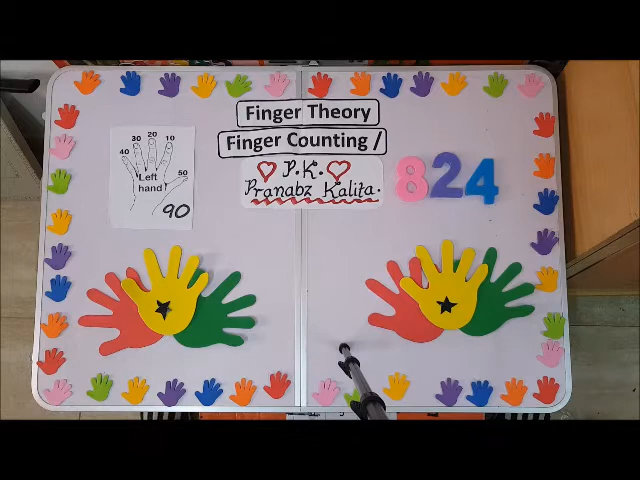 Finger Theory
Finger Counting /
P.K.
Pranabz Kalita.
824
20
30 10
40 50
Left
hand
90